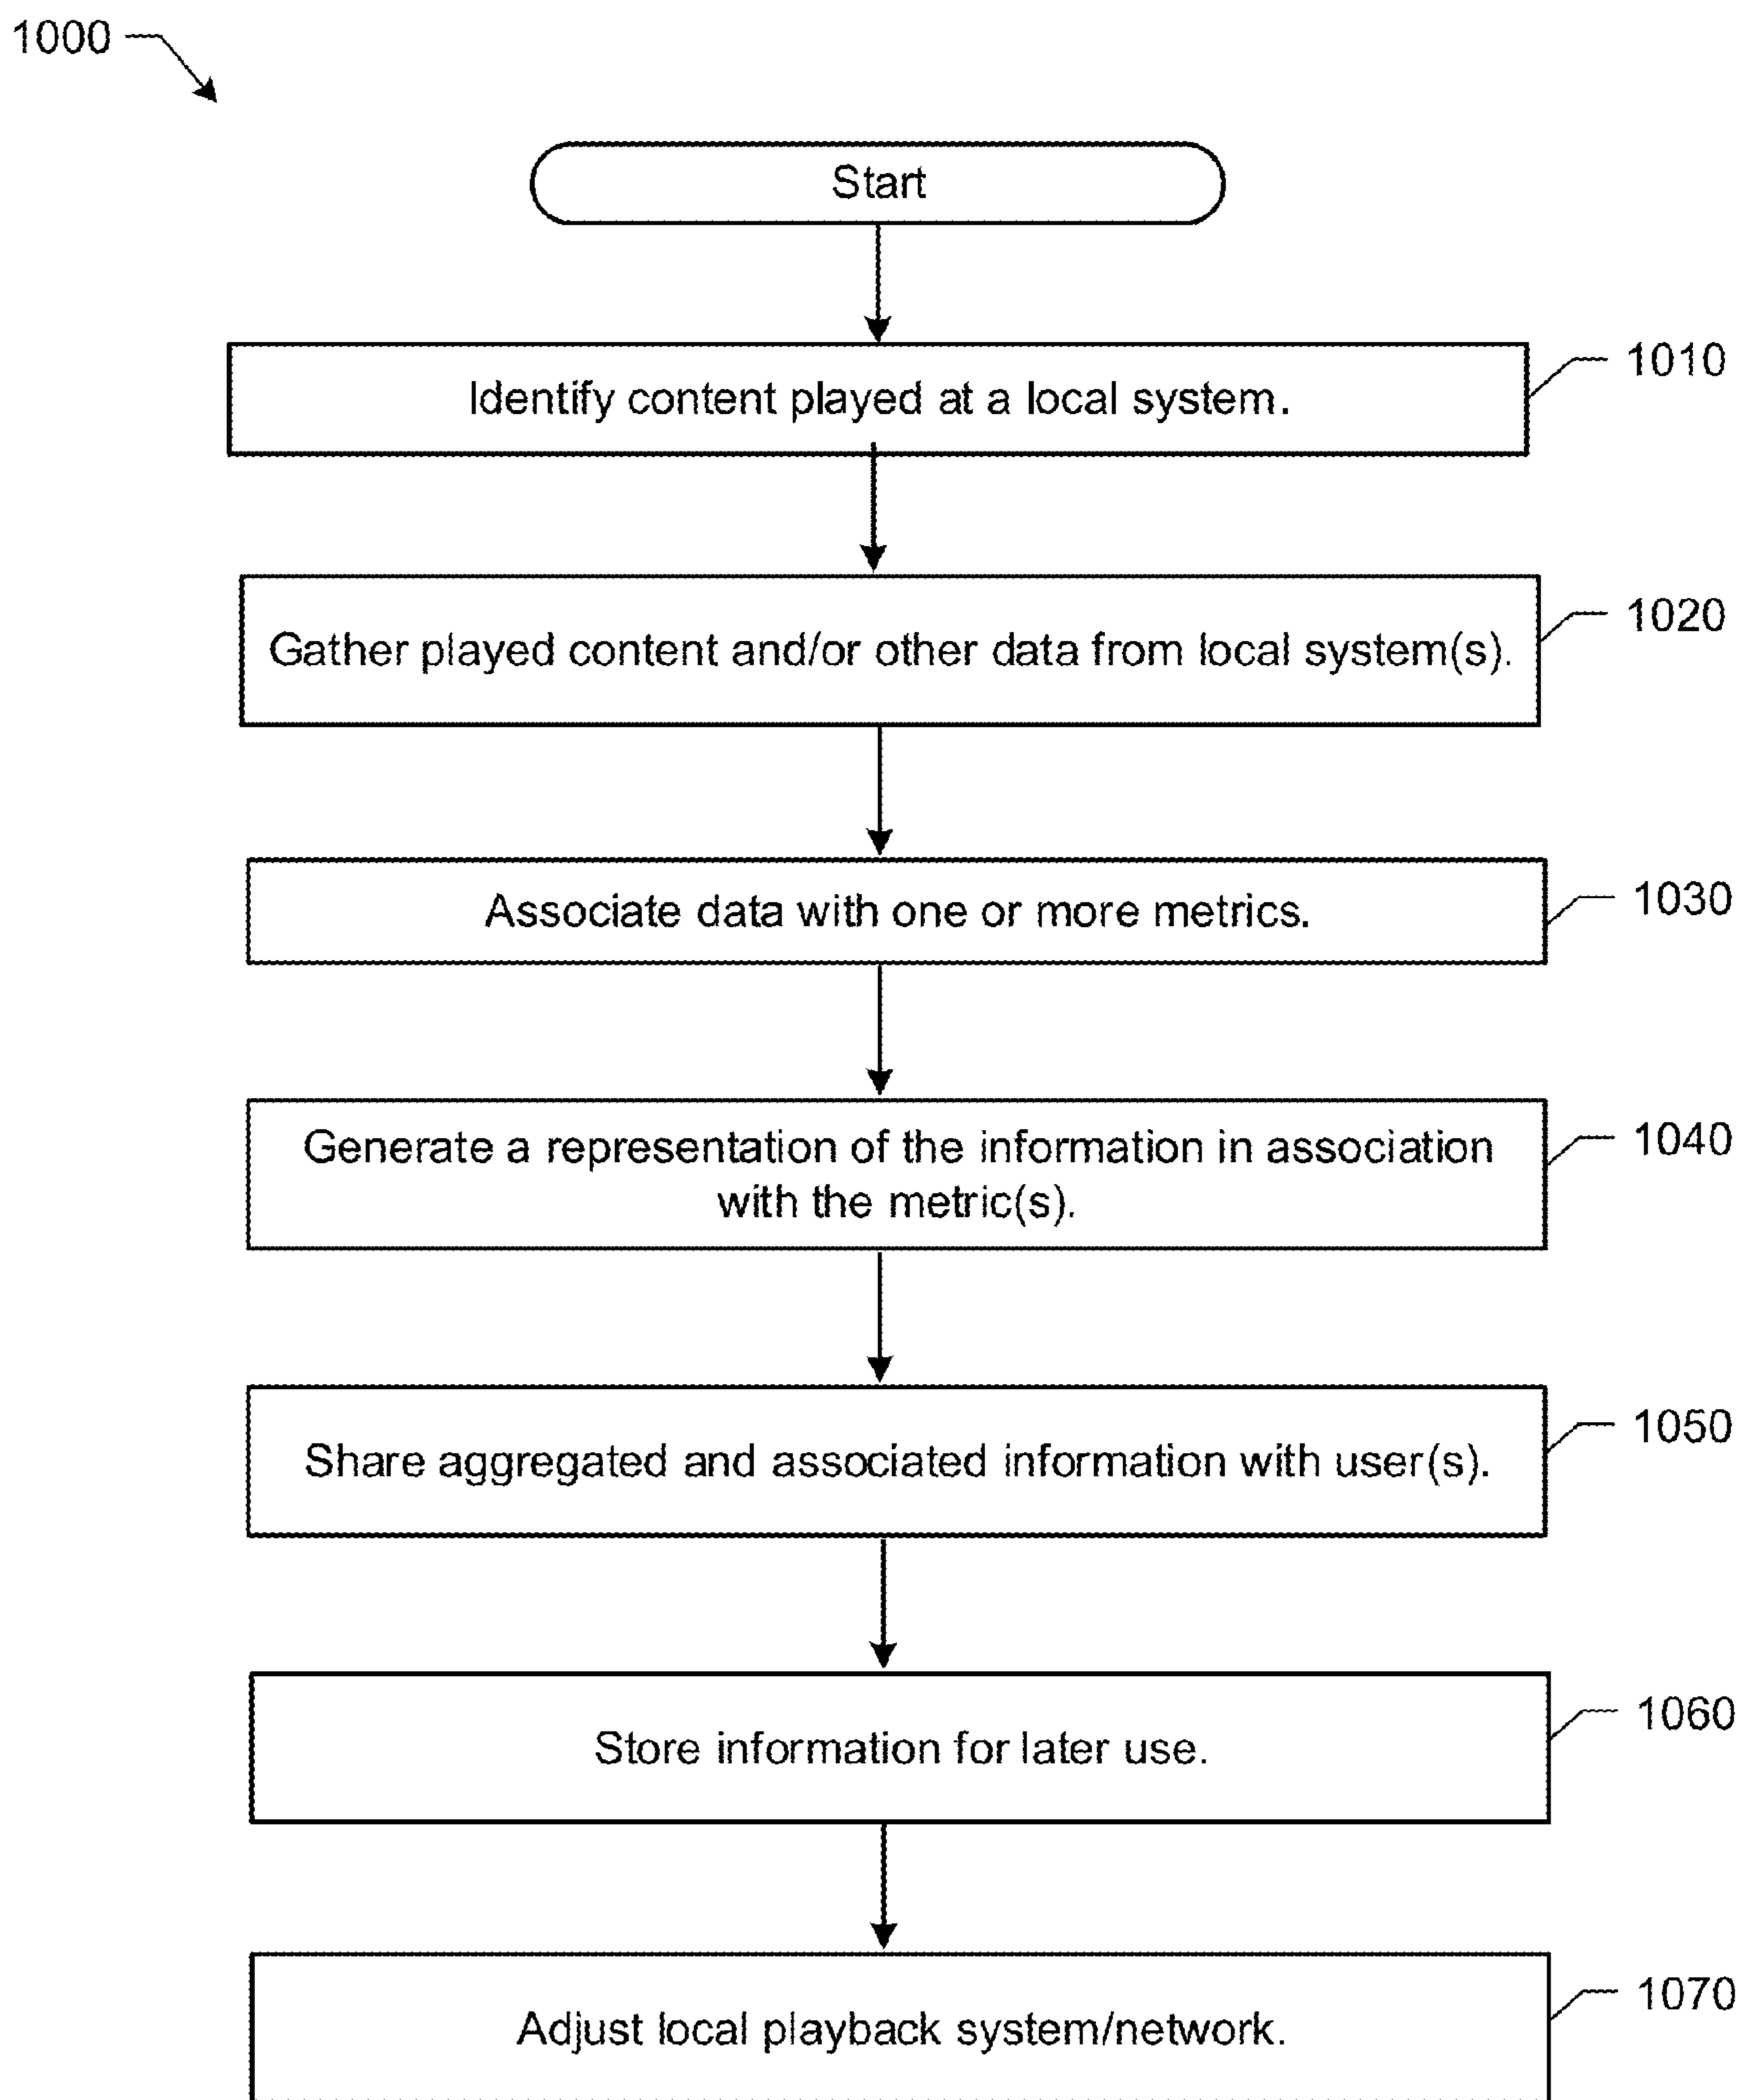 1000
Start
1010
Identify content played at a local system.
1020
Gather played content and/or other data from local system(s).
1030
Associate data with one or more metrics.
1040
Generate a representation of the information in association
with the metric(s).
1050
Share aggregated and associated information with user(s).
1060
Store information for later use.
1070
Adjust local playback system/network.